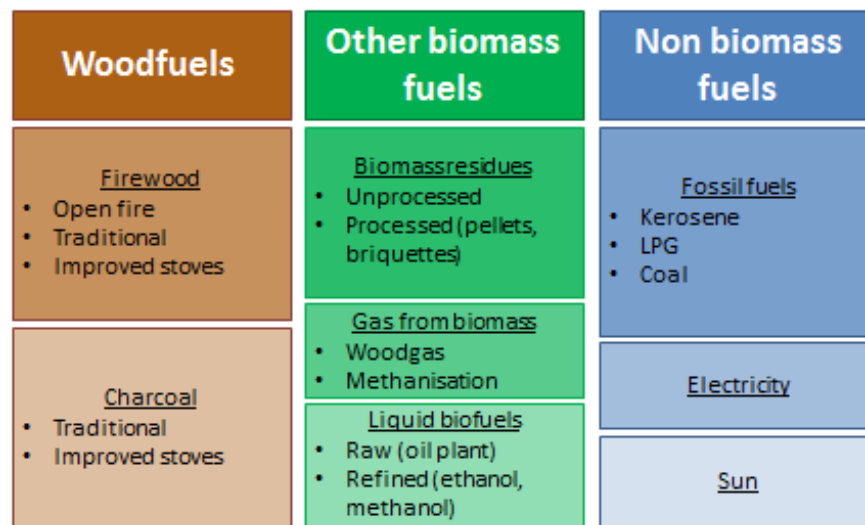 Woodfuels
Firewood
• Open fire
• Traditional
• Improved stoves
Charcoal
• Traditional
• Improved stoves
Other biomass
fuels
Biomassresidues
• Unprocessed
• Processed (pellets,
briquettes)
Gas from biomass
• Woodgas
• Methanisation
Liquid biofuels
• Raw (oil plant)
• Refined (ethanol,
methanol)
Non biomass
fuels
Fossil fuels
• Kerosene
• LPG
• Coal
Electricity
Sun